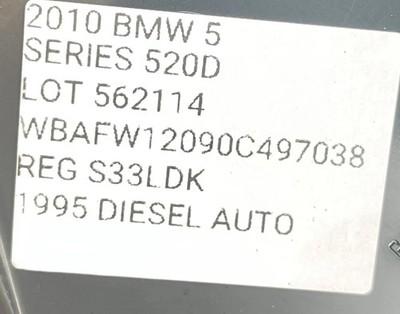 2010 BMW 5
SERIES 520D
LOT 562114
WBAFW12090C497038
REG S33LDK
1995 DIESEL AUTO